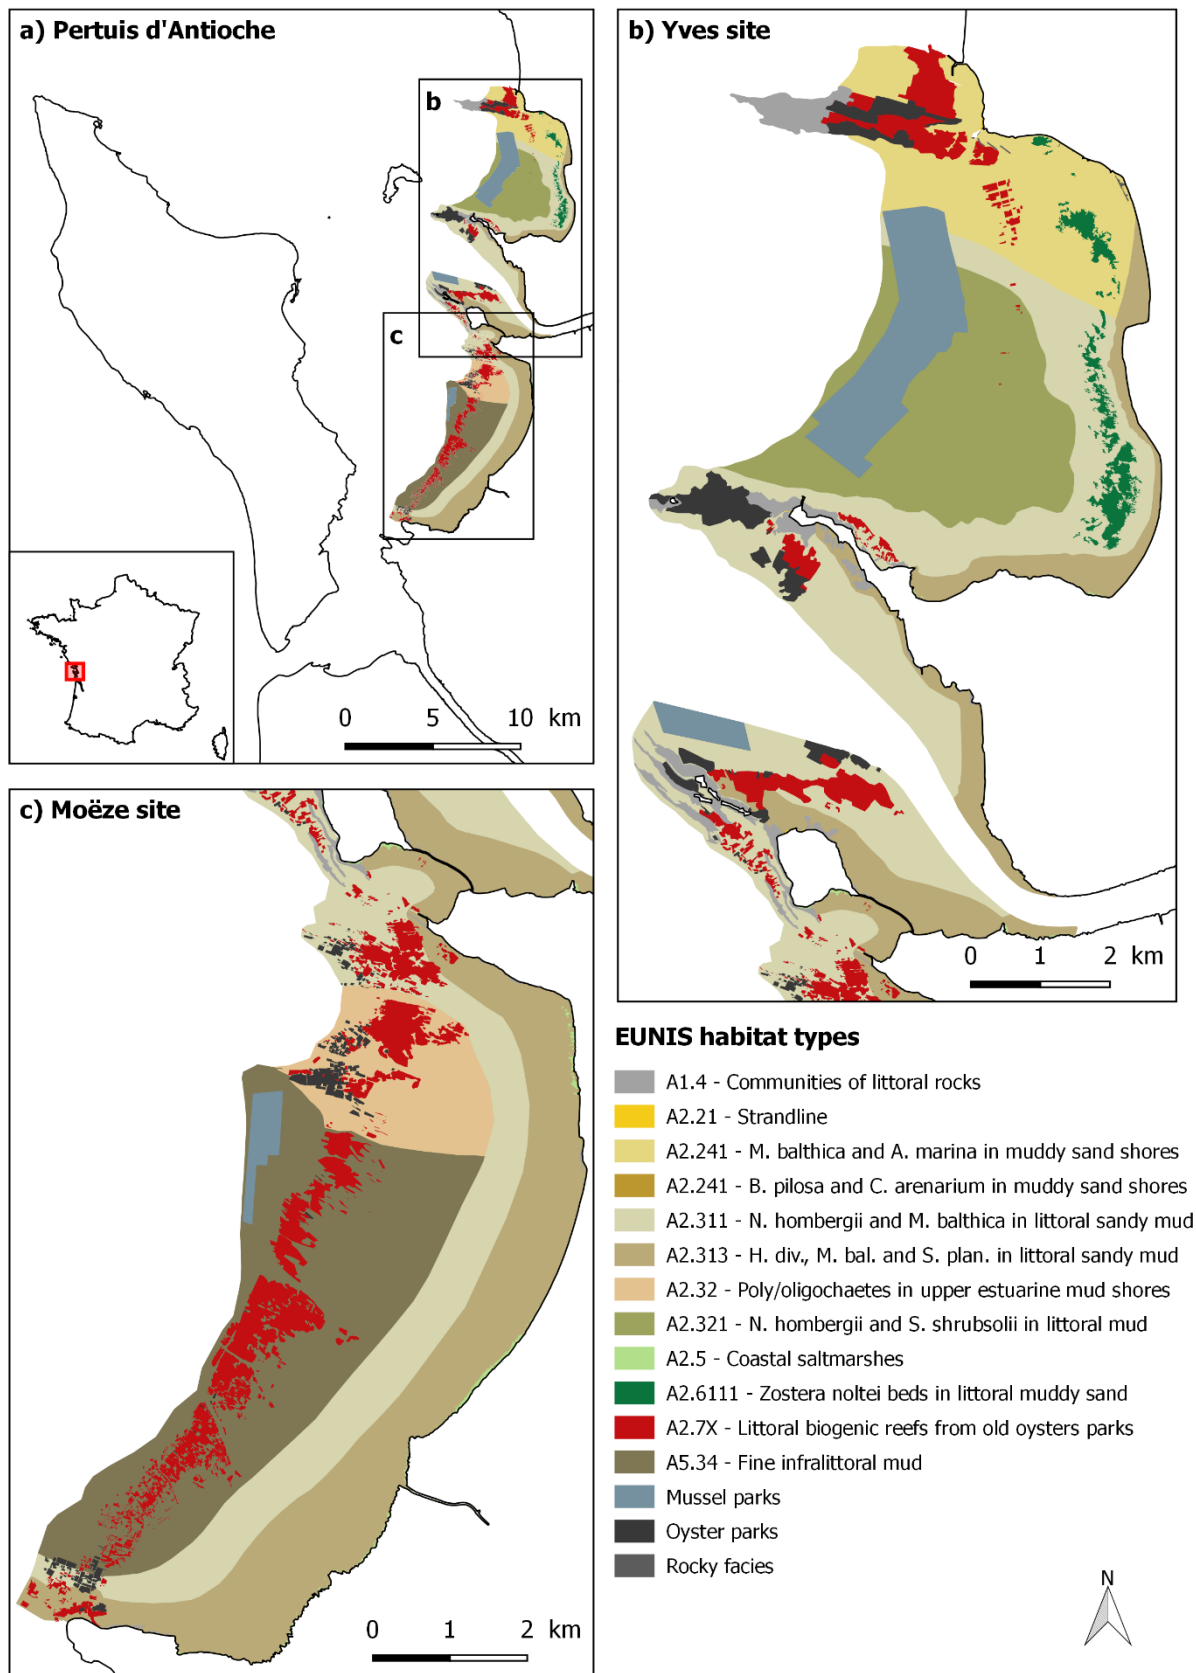 a) Pertuis d'Antioche
b
c
0 5 10 km
b) Yves site
0 1 2 km
c) Moëze site
0 1 2 km
EUNIS habitat types
A1.4 - Communities of littoral rocks
A2.21 - Strandline
A2.241 - M. balthica and A. marina in muddy sand shores
A2.241 - B. pilosa and C. arenarium in muddy sand shores
A2.311 - N. hombergii and M. balthica in littoral sandy mud
A2.313 - H. div., M. bal. and S. plan. in littoral sandy mud
A2.32 - Poly/oligochaetes in upper estuarine mud shores
A2.321 - N. hombergii and S. shrubsolii in littoral mud
A2.5 - Coastal saltmarshes
A2.6111 - Zostera noltei beds in littoral muddy sand
A2.7X - Littoral biogenic reefs from old oysters parks
A5.34 - Fine infralittoral mud
Mussel parks
Oyster parks
Rocky facies
N